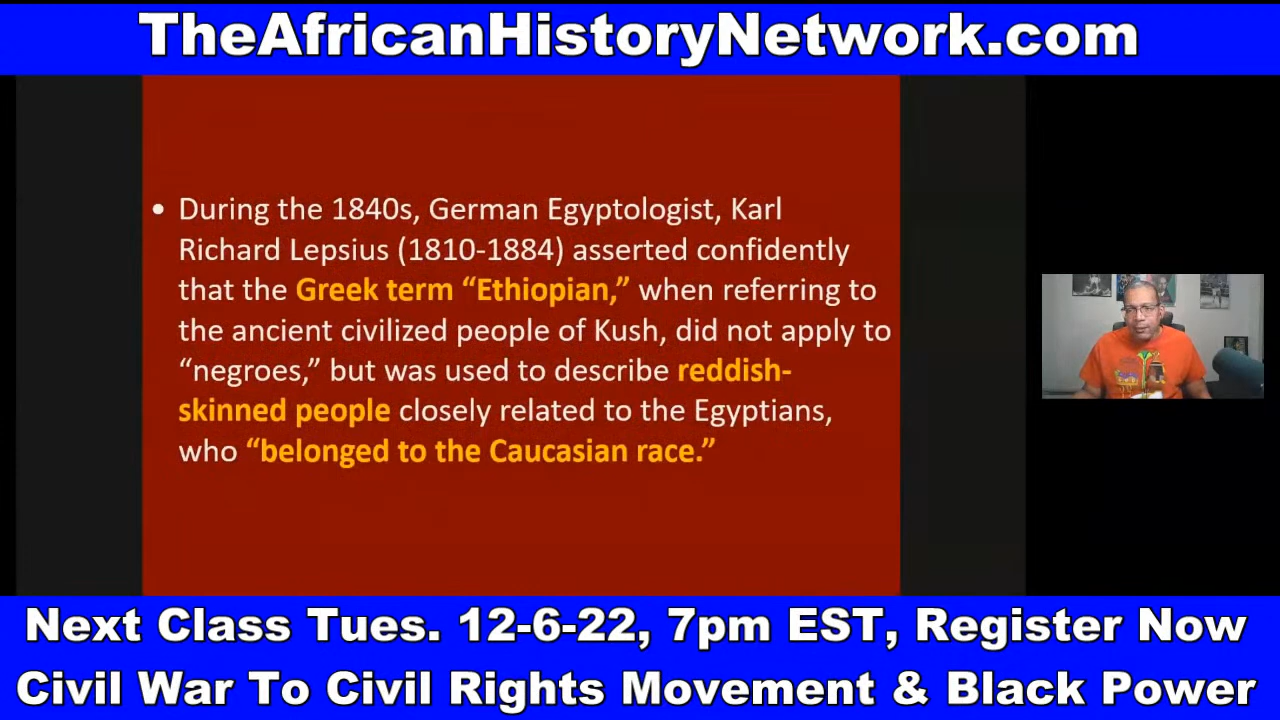 TheAfricanHistoryNetwork.com
• During the 1840s, German Egyptologist, Karl
Richard Lepsius (1810-1884) asserted confidently
that the Greek term “Ethiopian,” when referring to
the ancient civilized people of Kush, did not apply to
“negroes,” but was used to describe reddish-
skinned people closely related to the Egyptians,
who “belonged to the Caucasian race.”
Next Class Tues. 12-6-22, 7pm EST, Register Now
Civil War To Civil Rights Movement & Black Power